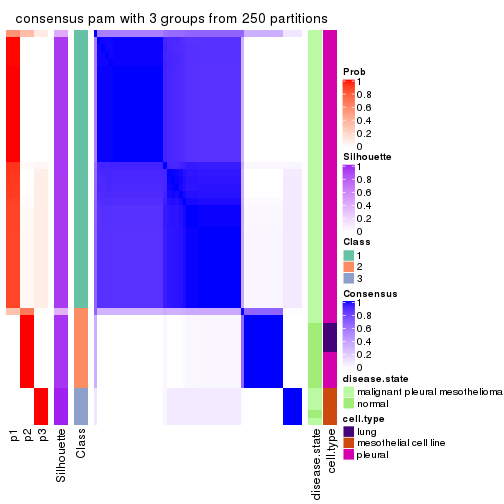 consensus pam with 3 groups from 250 partitions
Prob
1
0.8
0.6
0.4
0.2
0
Silhouette
1
0.8
0.6
0.4
0.2
0
Class
1
2
3
Consensus
1
0.8
0.6
0.4
0.2
0
disease.state
malignant pleural mesothelioma
normal
cell.type
lung
mesothelial cell line
pleural
p1
p2
p3
Silhouette
Class
disease.state
cell.type